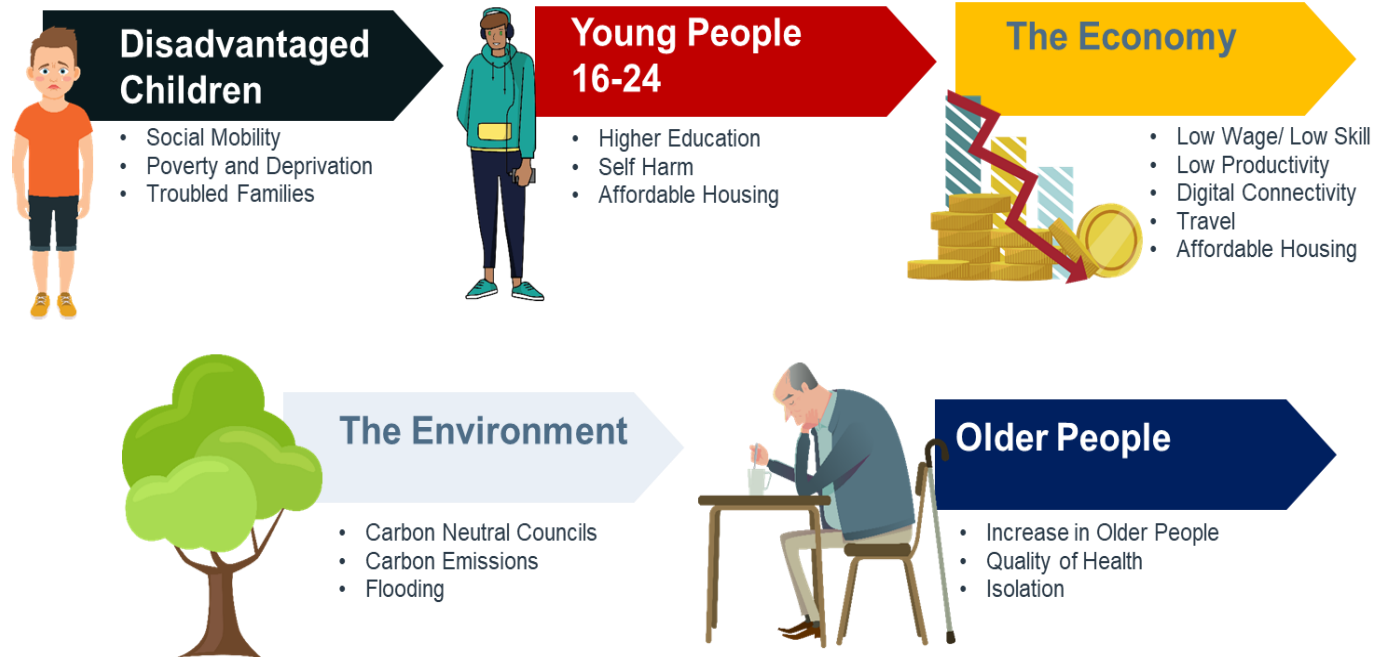 Disadvantaged
Children
• Social Mobility
• Poverty and Deprivation
• Troubled Families
Young People
16-24
• Higher Education
• Self Harm
• Affordable Housing
The Economy
• Low Wage/ Low Skill
• Low Productivity
• Digital Connectivity
• Travel
• Affordable Housing
The Environment
• Carbon Neutral Councils
• Carbon Emissions
• Flooding
Older People
• Increase in Older People
• Quality of Health
• Isolation